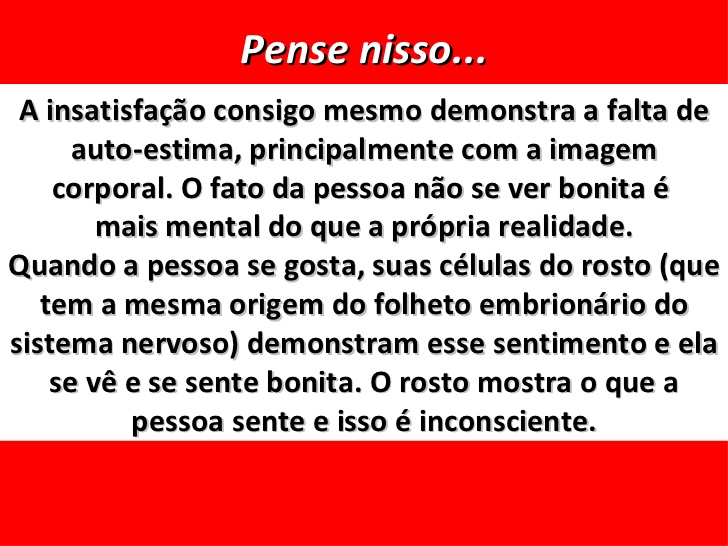 Pense nisso...
A insatisfação consigo mesmo demonstra a falta de
auto-estima, principalmente com a imagem
corporal. O fato da pessoa não se ver bonita é
mais mental do que a própria realidade.
Quando a pessoa se gosta, suas células do rosto (que
tem a mesma origem do folheto embrionário do
sistema nervoso) demonstram esse sentimento e ela
se vê e se sente bonita. O rosto mostra o que a
pessoa sente e isso é inconsciente.